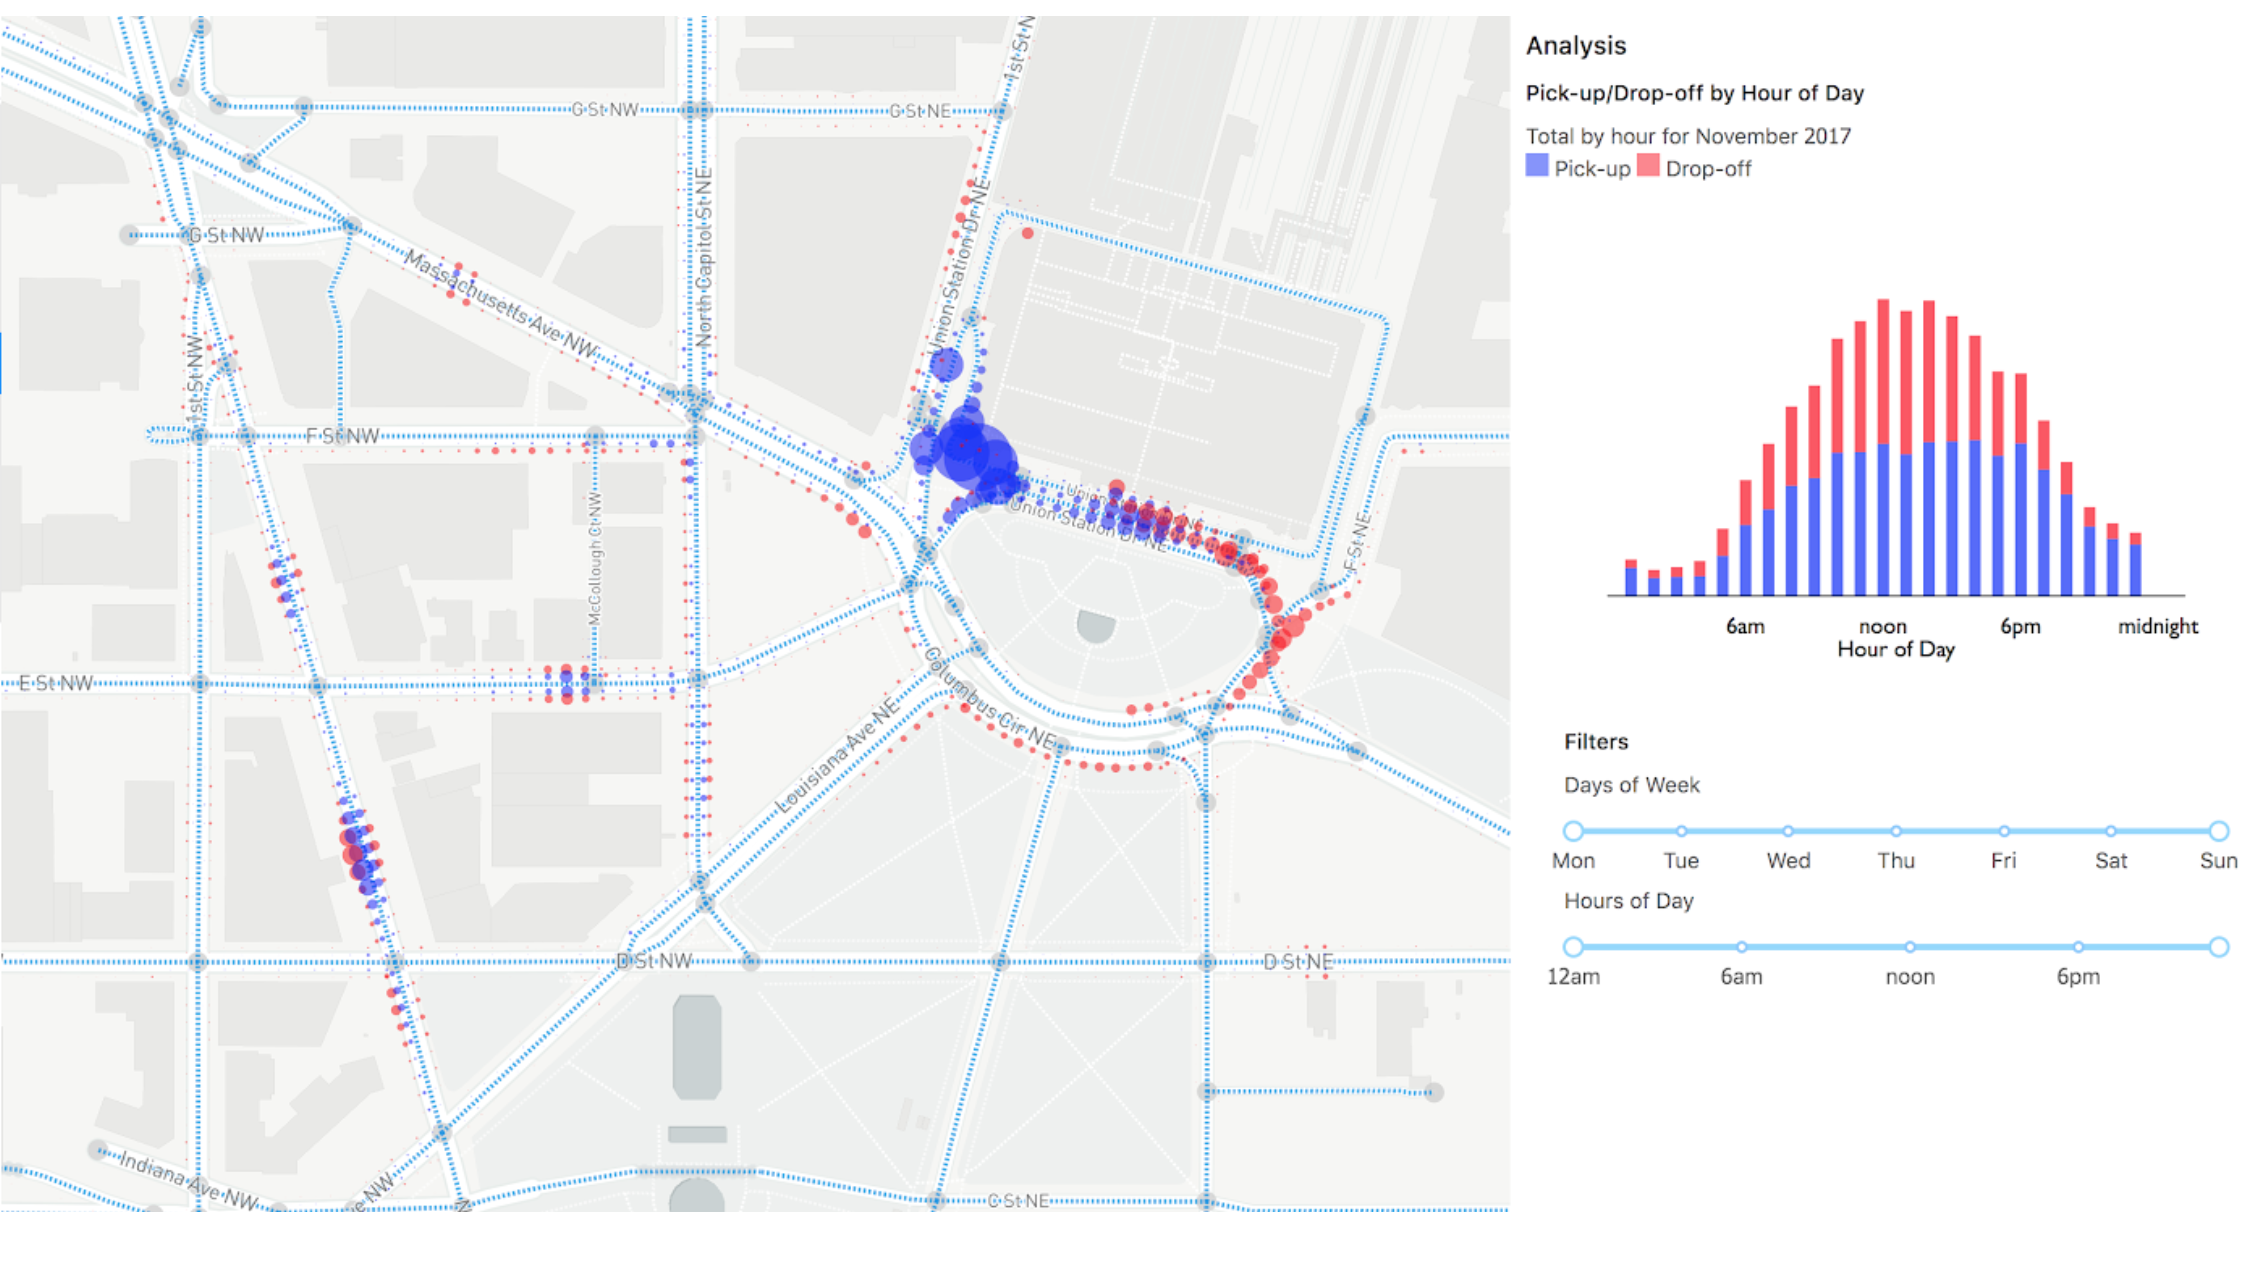 1st St N
G St NW
G St NE
G St NW
Union Station Dr NE
North Capitol St NE
Massachusetts Ave NW
1st St NW
F St NW
Union Station Dr NE
McCollough Ct NW
F St NE
E St NW
Columbus Cir NE
Louisiana Ave NE
D St NW
D St NE
Indiana Ave NW
e NW
N
C St NE
Analysis
Pick-up/Drop-off by Hour of Day
Total by hour for November 2017
Pick-up Drop-off
6am noon 6pm midnight
Hour of Day
Filters
Days of Week
Mon Tue Wed Thu Fri Sat Sun
Hours of Day
12am 6am noon 6pm